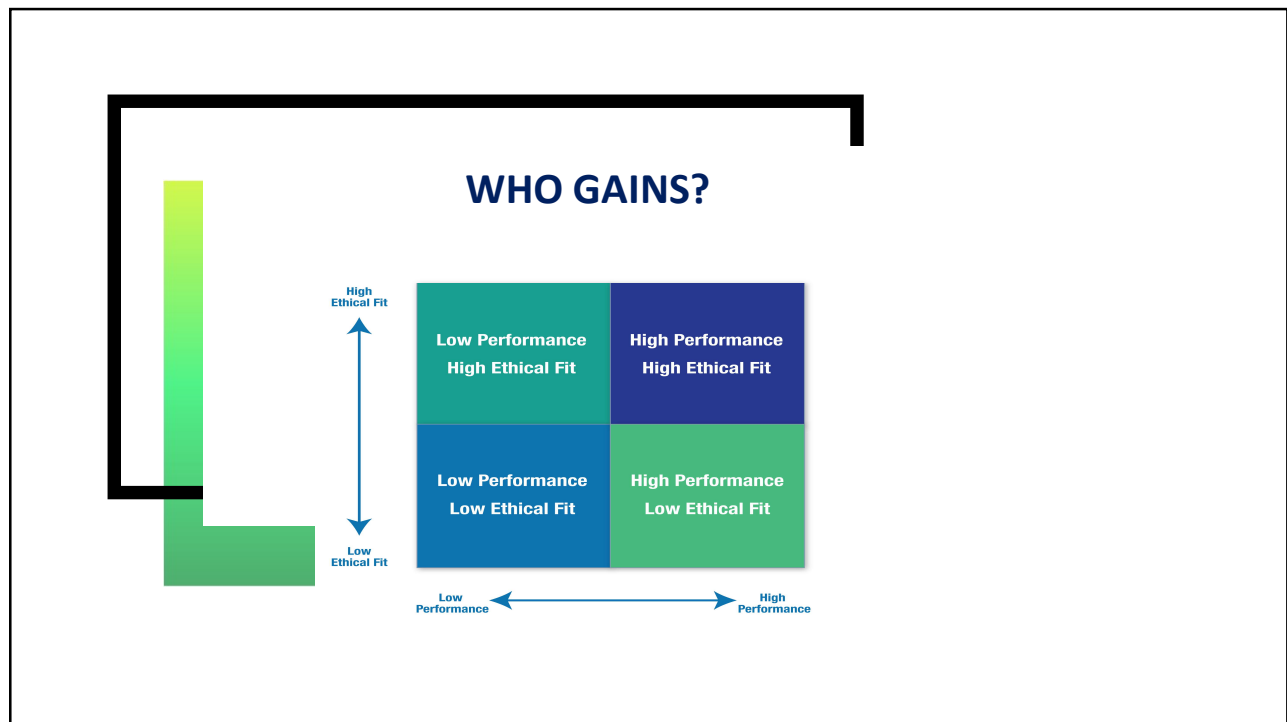 WHO GAINS?
High
Ethical Fit
Low Performance
High Ethical Fit
High Performance
High Ethical Fit
Low Performance
Low Ethical Fit
High Performance
Low Ethical Fit
Low
Ethical Fit
Low
Performance
High
Performance